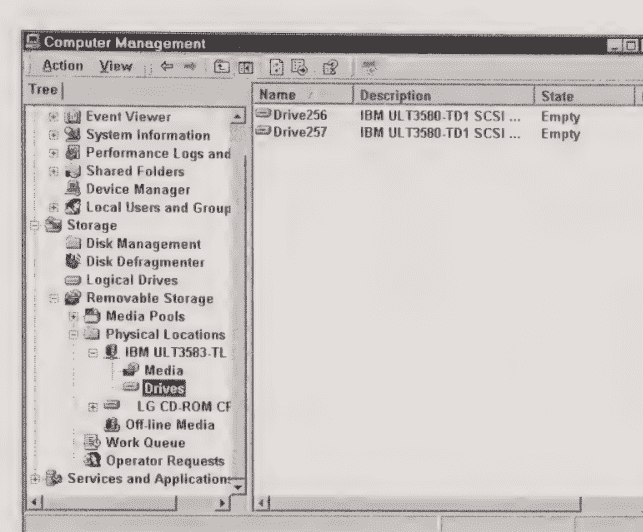 Computer Management
Action View
Tree
Name Description State
Drive256 IBM ULT3580-TD1 SCSI ... Empty
Drive257 IBM ULT3580-TD1 SCSI ... Empty
Event Viewer
System Information
Performance Logs and
Shared Folders
Device Manager
Local Users and Group
Storage
Disk Management
Disk Defragmenter
Logical Drives
Removable Storage
Media Pools
Physical Locations
IBM ULT3583-TL
Media
Drives
LG CD-ROM CF
Off-line Media
Work Queue
Operator Requests
Services and Application